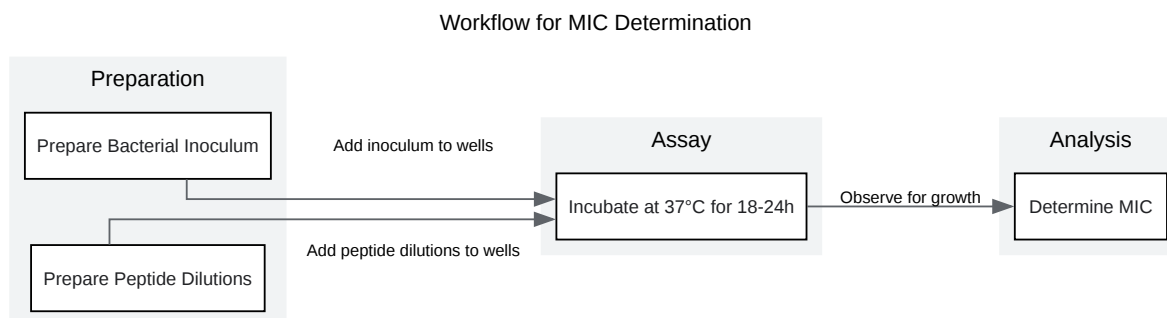 Workflow for MIC Determination
Preparation
Prepare Bacterial Inoculum
Prepare Peptide Dilutions
Add inoculum to wells
Add peptide dilutions to wells
Assay
Incubate at 37°C for 18-24h
Observe for growth
Analysis
Determine MIC